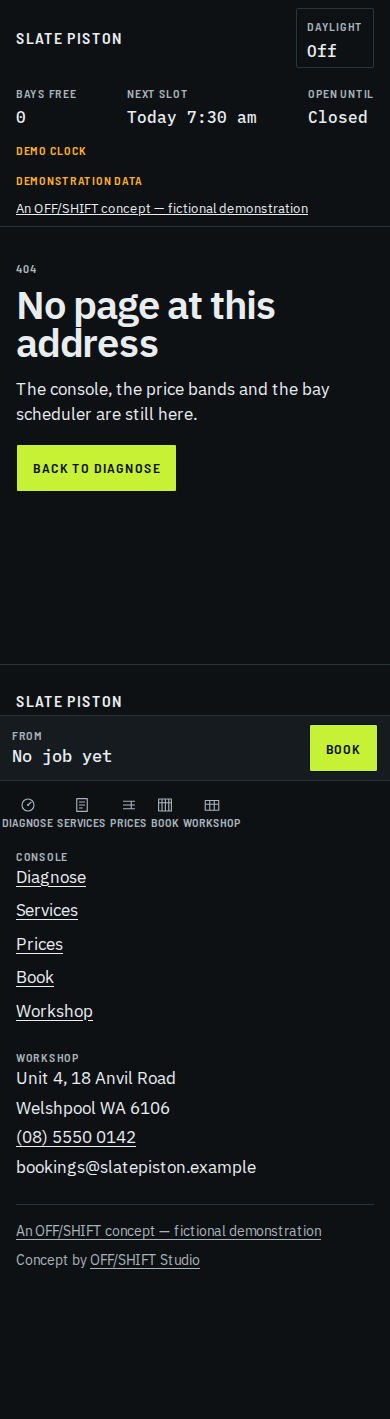 SLATE PISTON
DAYLIGHT
Off
BAYS FREE
0
NEXT SLOT
Today 7:30 am
OPEN UNTIL
Closed
DEMO CLOCK
DEMONSTRATION DATA
An OFF/SHIFT concept — fictional demonstration
404
No page at this
address
The console, the price bands and the bay
scheduler are still here.
BACK TO DIAGNOSE
SLATE PISTON
FROM
No job yet
BOOK
DIAGNOSE SERVICES PRICES BOOK WORKSHOP
CONSOLE
Diagnose
Services
Prices
Book
Workshop
WORKSHOP
Unit 4, 18 Anvil Road
Welshpool WA 6106
(08) 5550 0142
bookings@slatepiston.example
An OFF/SHIFT concept — fictional demonstration
Concept by OFF/SHIFT Studio